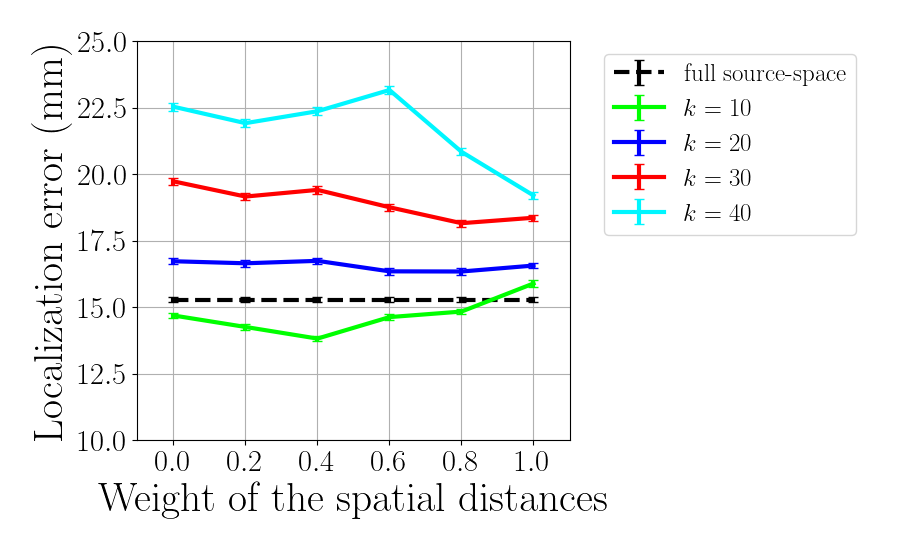 Localization error (mm)
25.0
22.5
20.0
17.5
15.0
12.5
10.0
0.0 0.2 0.4 0.6 0.8 1.0
Weight of the spatial distances
full source-space
k = 10
k = 20
k = 30
k = 40